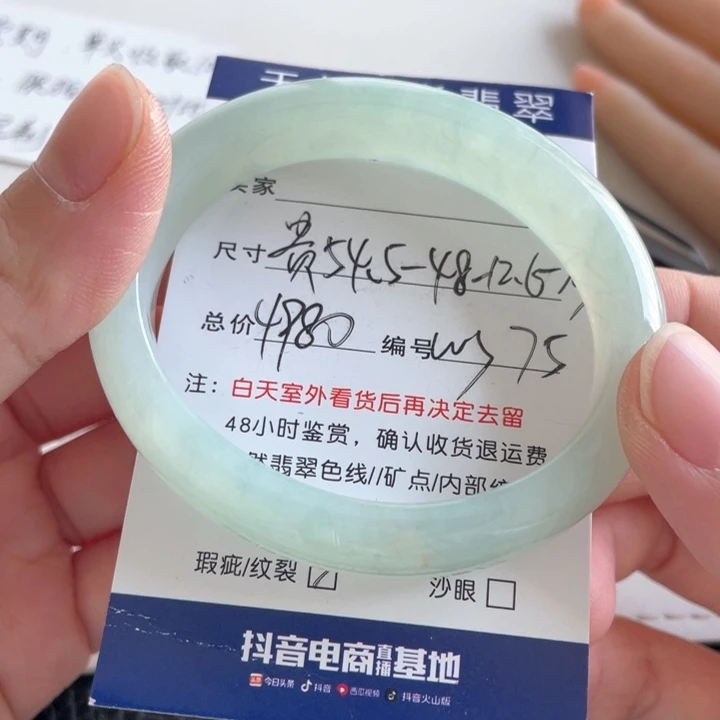 翡翠
家
尺寸 贵54.5-48-12.6
总价 4980 编号 WS 75
注：白天室外看货后再决定去留
48小时鉴赏，确认收货退运费
翡翠色线//矿点/内部
瑕疵/纹裂 沙眼
抖音电商直播基地
今日头条 抖音 西瓜视频 抖音火山版